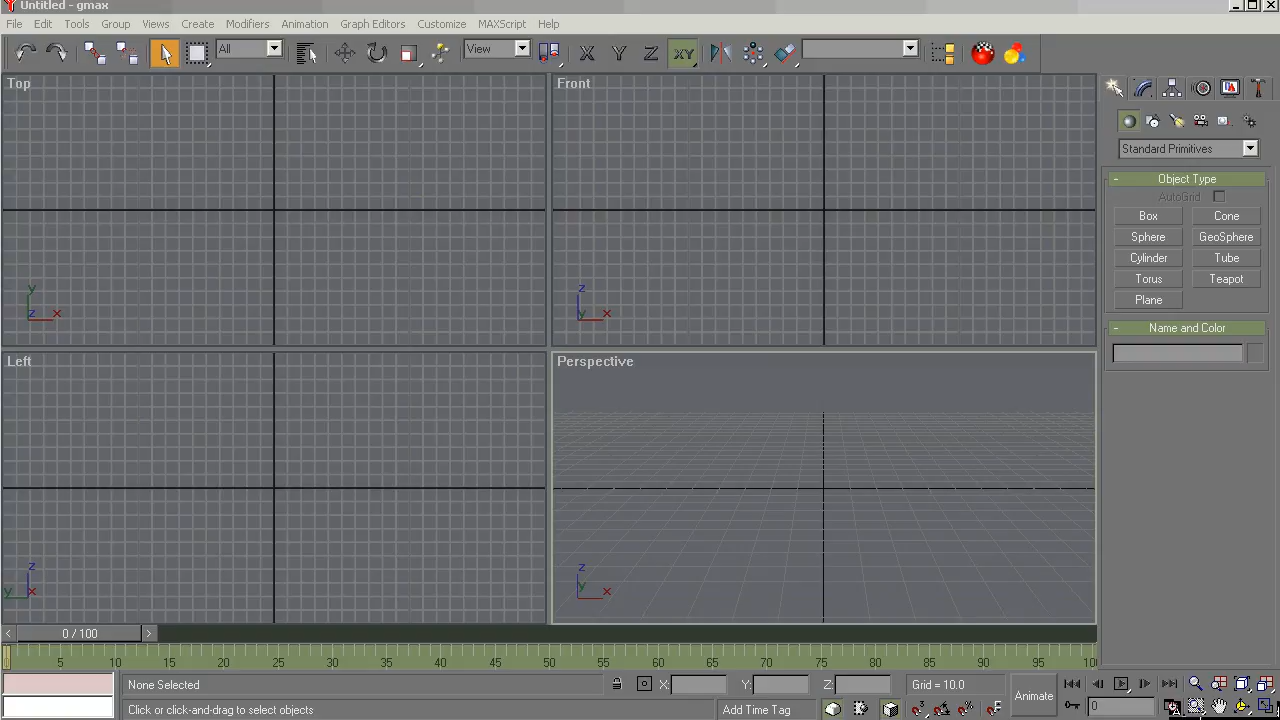 Untitled - gmax
File Edit Tools Group Views Create Modifiers Animation Graph Editors Customize MAXScript Help
All View X Y Z XY
Top
Front
Standard Primitives
Object Type
AutoGrid
Box Cone
Sphere GeoSphere
Cylinder Tube
Torus Teapot
Plane
Name and Color
y
z x
z
y x
Left
Perspective
z
y x
z
y x
0 / 100
5 10 15 20 25 30 35 40 45 50 55 60 65 70 75 80 85 90 95 100
None Selected X: Y: Z: Grid = 10.0 Animate
Click or click-and-drag to select objects Add Time Tag 0